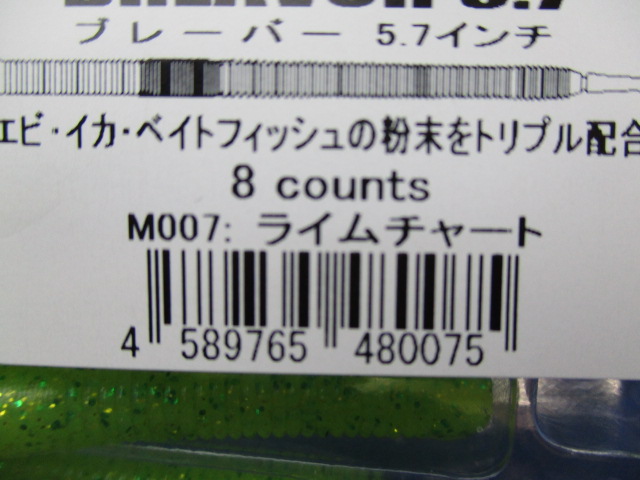 ブレーバー 5.7インチ
エビ・イカ・ベイトフィッシュの粉末をトリプル配合
8 counts
M007: ライムチャート
4 589765 480075